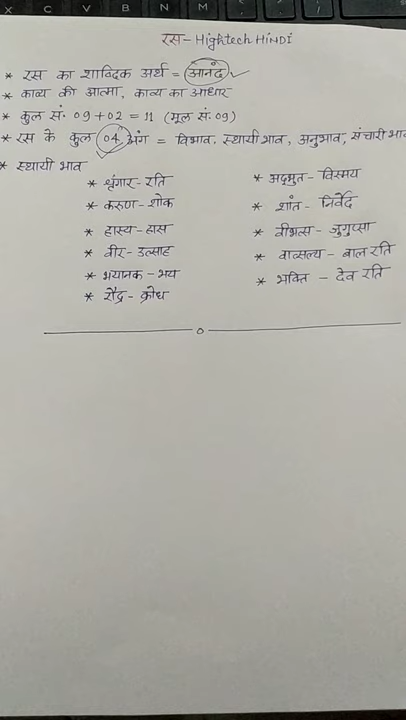 X C V B N M
रस- Hightech HINDI
* रस का शाब्दिक अर्थ = आनंद ✓
* काव्य की आत्मा, काव्य का आधार
* कुल सं. 09+02 = 11 (मूल सं. 09)
* रस के कुल 04 अंग = विभाव, स्थायी भाव, अनुभाव, संचारी भाव
* स्थायी भाव
* श्रृंगार - रति
* करुण - शोक
* हास्य - हास
* वीर - उत्साह
* भयानक - भय
* रौद्र - क्रोध
* अद्भुत - विस्मय
* शांत - निर्वेद
* वीभत्स - जुगुप्सा
* वात्सल्य - बाल रति
* भक्ति - देव रति